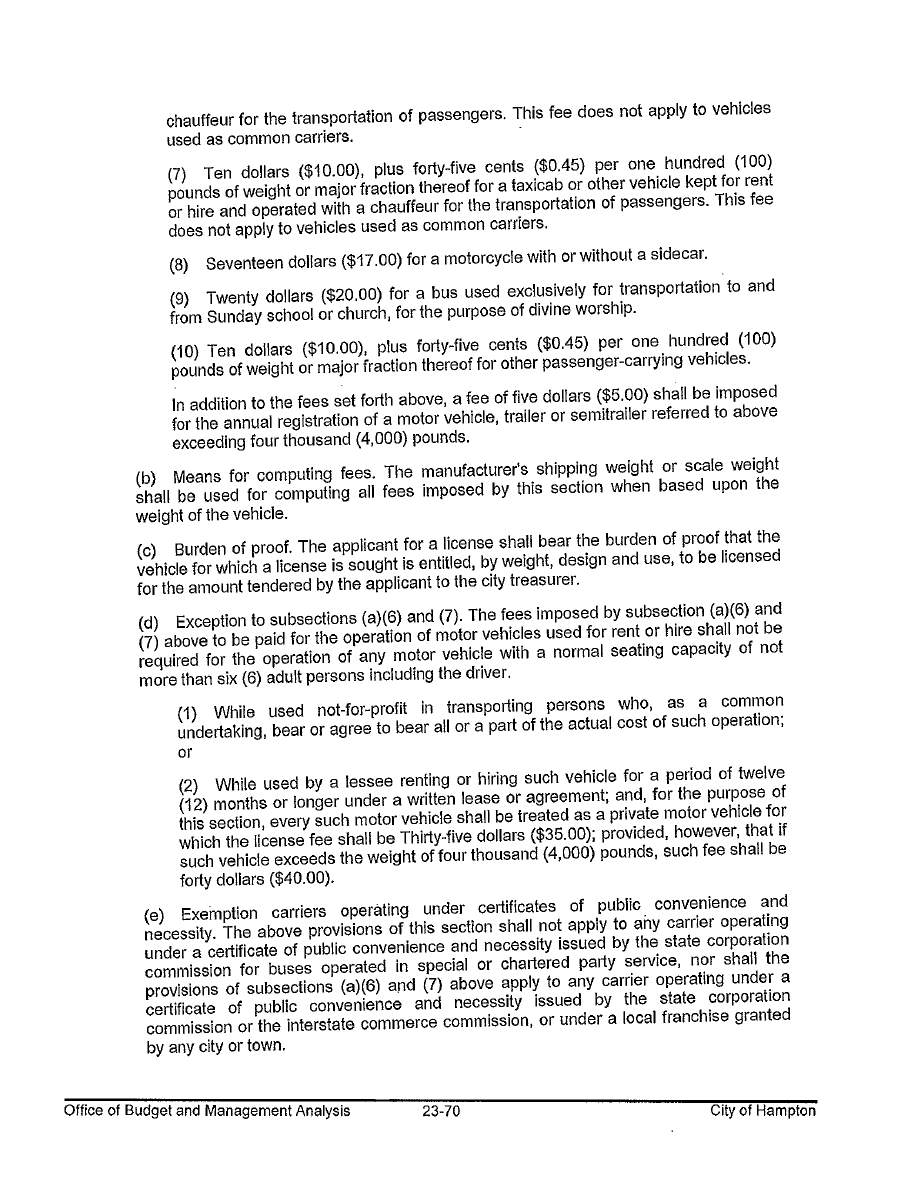 chauffeur for the transportation of passengers. This fee does not apply to vehicles
used as common carriers.
(7) Ten dollars ($10.00), plus forty-five cents ($0.45) per one hundred (100)
pounds of weight or major fraction thereof for a taxicab or other vehicle kept for rent
or hire and operated with a chauffeur for the transportation of passengers. This fee
does not apply to vehicles used as common carriers.
(8) Seventeen dollars ($17.00) for a motorcycle with or without a sidecar.
(9) Twenty dollars ($20.00) for a bus used exclusively for transportation to and
from Sunday school or church, for the purpose of divine worship.
(10) Ten dollars ($10.00), plus forty-five cents ($0.45) per one hundred (100)
pounds of weight or major fraction thereof for other passenger-carrying vehicles.
In addition to the fees set forth above, a fee of five dollars ($5.00) shall be imposed
for the annual registration of a motor vehicle, trailer or semitrailer referred to above
exceeding four thousand (4,000) pounds.
(b) Means for computing fees. The manufacturer's shipping weight or scale weight
shall be used for computing all fees imposed by this section when based upon the
weight of the vehicle.
(c) Burden of proof. The applicant for a license shall bear the burden of proof that the
vehicle for which a license is sought is entitled, by weight, design and use, to be licensed
for the amount tendered by the applicant to the city treasurer.
(d) Exception to subsections (a)(6) and (7). The fees imposed by subsection (a)(6) and
(7) above to be paid for the operation of motor vehicles used for rent or hire shall not be
required for the operation of any motor vehicle with a normal seating capacity of not
more than six (6) adult persons including the driver.
(1) While used not-for-profit in transporting persons who, as a common
undertaking, bear or agree to bear all or a part of the actual cost of such operation;
or
(2) While used by a lessee renting or hiring such vehicle for a period of twelve
(12) months or longer under a written lease or agreement; and, for the purpose of
this section, every such motor vehicle shall be treated as a private motor vehicle for
which the license fee shall be Thirty-five dollars ($35.00); provided, however, that if
such vehicle exceeds the weight of four thousand (4,000) pounds, such fee shall be
forty dollars ($40.00).
(e) Exemption carriers operating under certificates of public convenience and
necessity. The above provisions of this section shall not apply to any carrier operating
under a certificate of public convenience and necessity issued by the state corporation
commission for buses operated in special or chartered party service, nor shall the
provisions of subsections (a)(6) and (7) above apply to any carrier operating under a
certificate of public convenience and necessity issued by the state corporation
commission or the interstate commerce commission, or under a local franchise granted
by any city or town.
Office of Budget and Management Analysis 23-70 City of Hampton